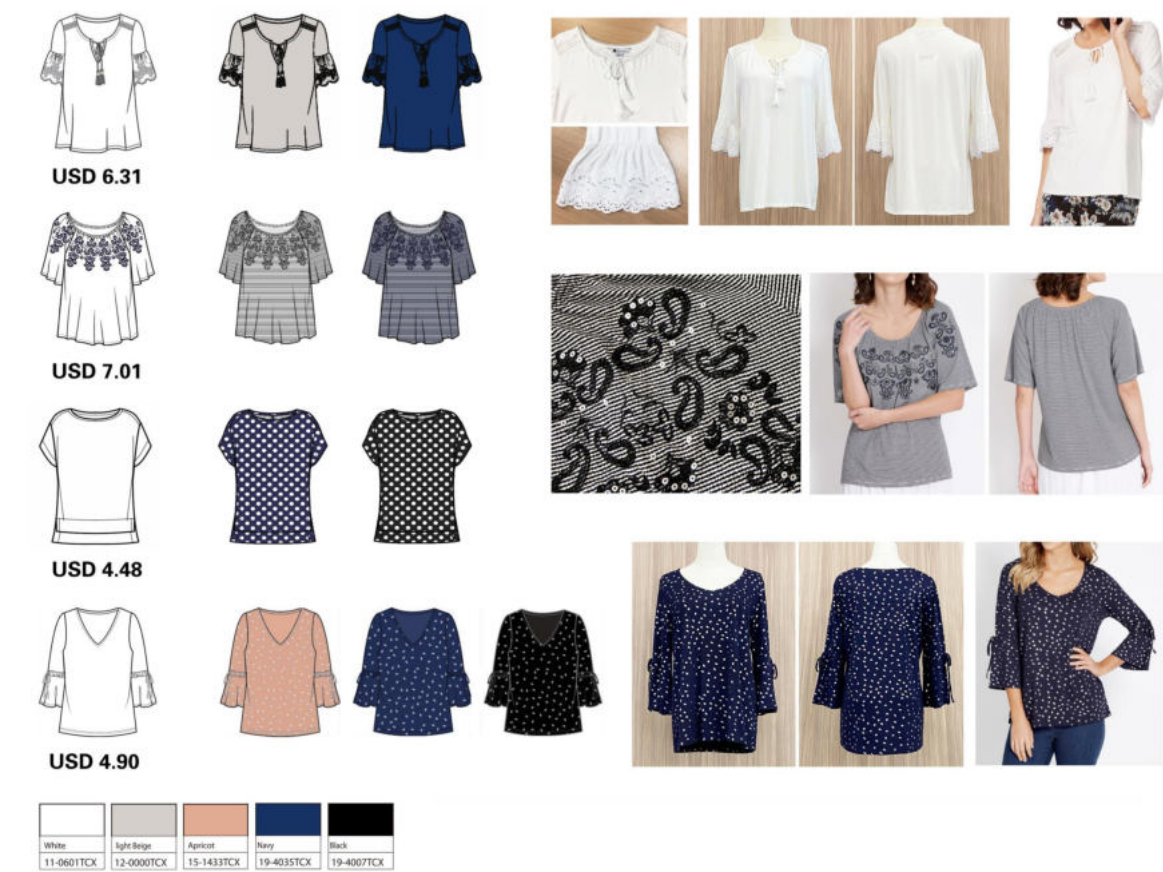 USD 6.31
USD 7.01
USD 4.48
USD 4.90
White
light Beige
Apricot
Navy
Black
11-0601TCX
12-0000TCX
15-1433TCX
19-4035TCX
19-4007TCX